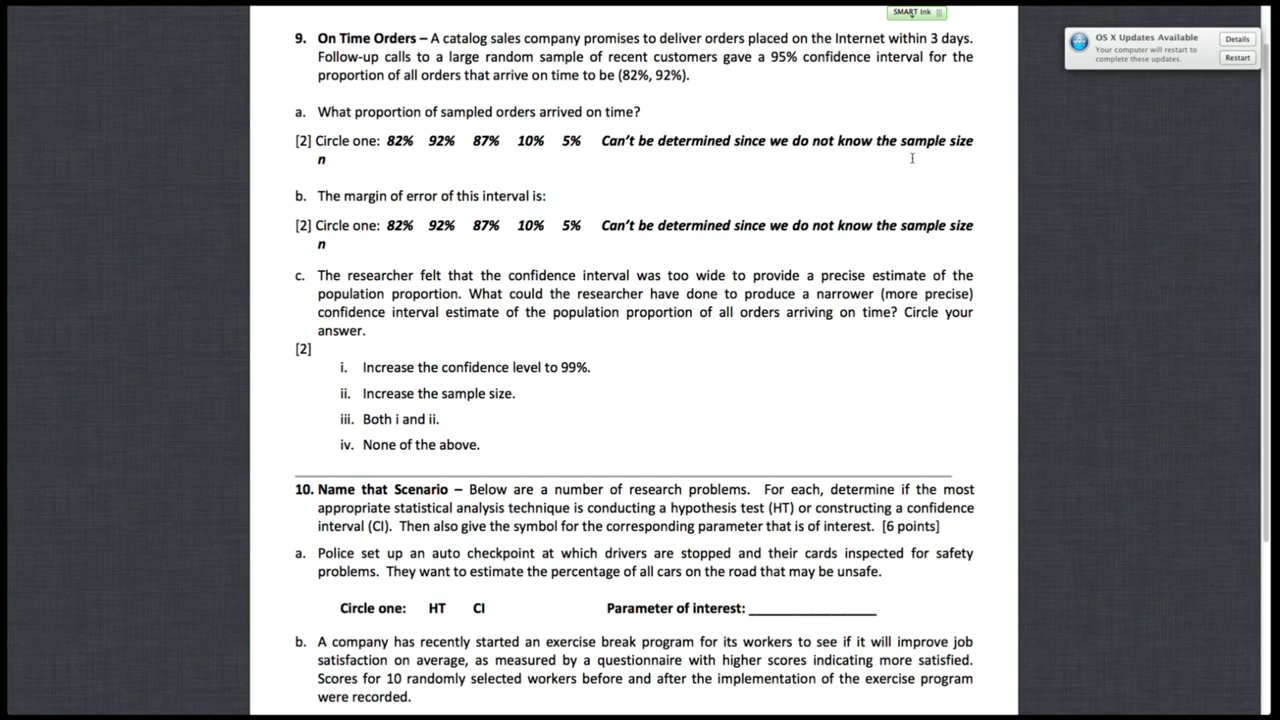 SMART Ink
OS X Updates Available
Your computer will restart to
complete these updates.
Details
Restart
9. On Time Orders – A catalog sales company promises to deliver orders placed on the Internet within 3 days.
Follow-up calls to a large random sample of recent customers gave a 95% confidence interval for the
proportion of all orders that arrive on time to be (82%, 92%).
a. What proportion of sampled orders arrived on time?
[2] Circle one: 82% 92% 87% 10% 5% Can't be determined since we do not know the sample size
n
b. The margin of error of this interval is:
[2] Circle one: 82% 92% 87% 10% 5% Can't be determined since we do not know the sample size
n
c. The researcher felt that the confidence interval was too wide to provide a precise estimate of the
population proportion. What could the researcher have done to produce a narrower (more precise)
confidence interval estimate of the population proportion of all orders arriving on time? Circle your
answer.
[2]
i. Increase the confidence level to 99%.
ii. Increase the sample size.
iii. Both i and ii.
iv. None of the above.
10. Name that Scenario – Below are a number of research problems. For each, determine if the most
appropriate statistical analysis technique is conducting a hypothesis test (HT) or constructing a confidence
interval (CI). Then also give the symbol for the corresponding parameter that is of interest. [6 points]
a. Police set up an auto checkpoint at which drivers are stopped and their cards inspected for safety
problems. They want to estimate the percentage of all cars on the road that may be unsafe.
Circle one: HT CI Parameter of interest: __________________
b. A company has recently started an exercise break program for its workers to see if it will improve job
satisfaction on average, as measured by a questionnaire with higher scores indicating more satisfied.
Scores for 10 randomly selected workers before and after the implementation of the exercise program
were recorded.